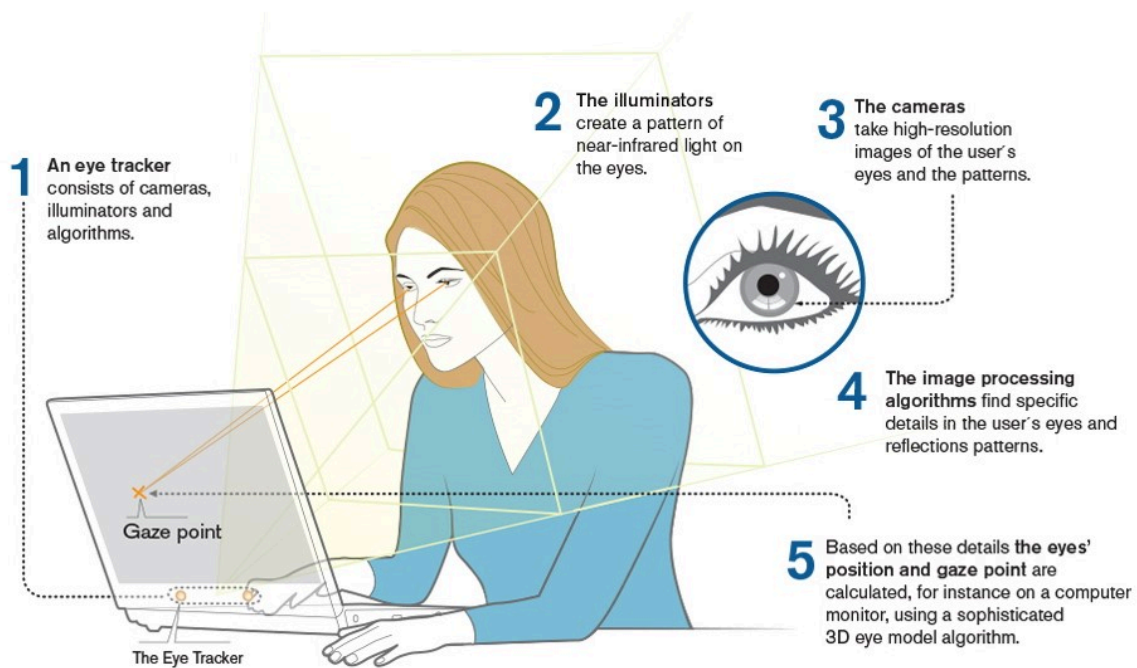 1
An eye tracker
consists of cameras,
illuminators and
algorithms.
2
The illuminators
create a pattern of
near-infrared light on
the eyes.
3
The cameras
take high-resolution
images of the user´s
eyes and the patterns.
4
The image processing
algorithms find specific
details in the user´s eyes and
reflections patterns.
Gaze point
5
Based on these details the eyes’
position and gaze point are
calculated, for instance on a computer
monitor, using a sophisticated
3D eye model algorithm.
The Eye Tracker